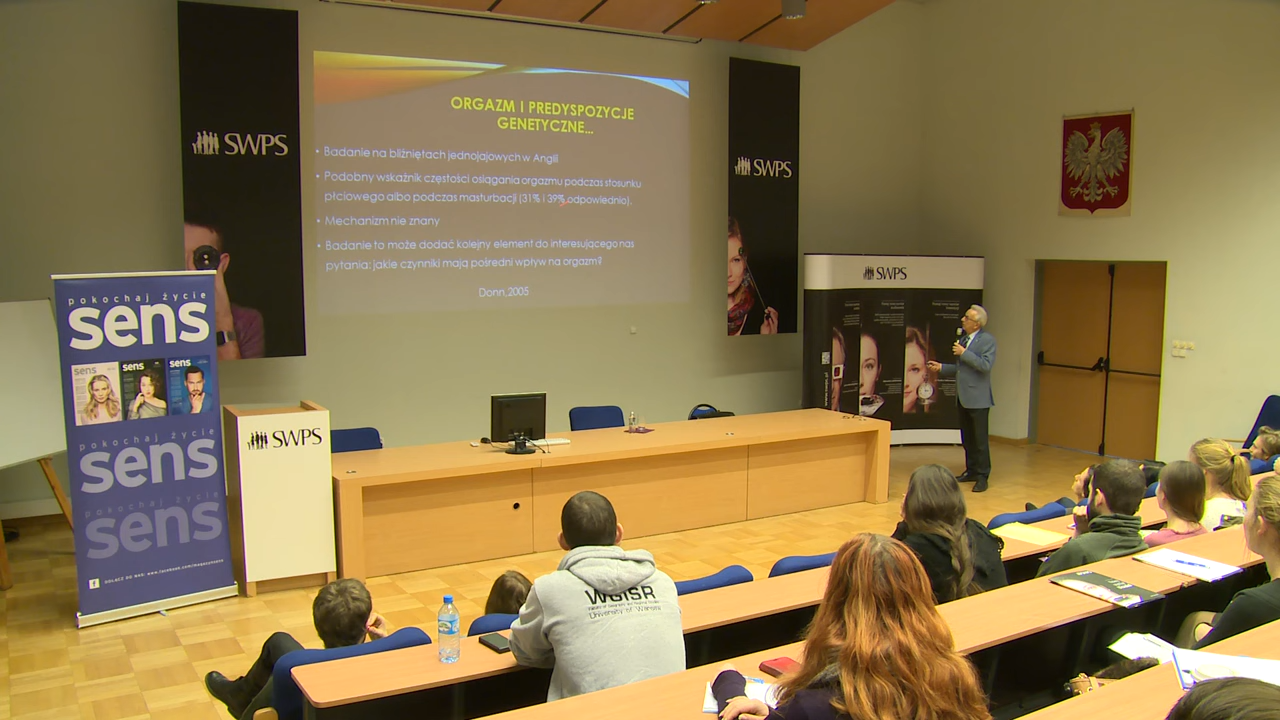 ORGAZM I PREDYSPOZYCJE
GENETYCZNE...
• Badanie na bliźniętach jednojajowych w Anglii
• Podobny wskaźnik częstości osiągania orgazmu podczas stosunku
płciowego albo podczas masturbacji (31% i 39% odpowiednio).
• Mechanizm nie znany
• Badanie to może dodać kolejny element do interesującego nas
pytania: jakie czynniki mają pośredni wpływ na orgazm?
Donn,2005
SWPS
SWPS
SWPS
pokochaj życie
sens
sens
sens
sens
pokochaj życie
sens
pokochaj życie
sens
SWPS
WGISR
University of Warsaw